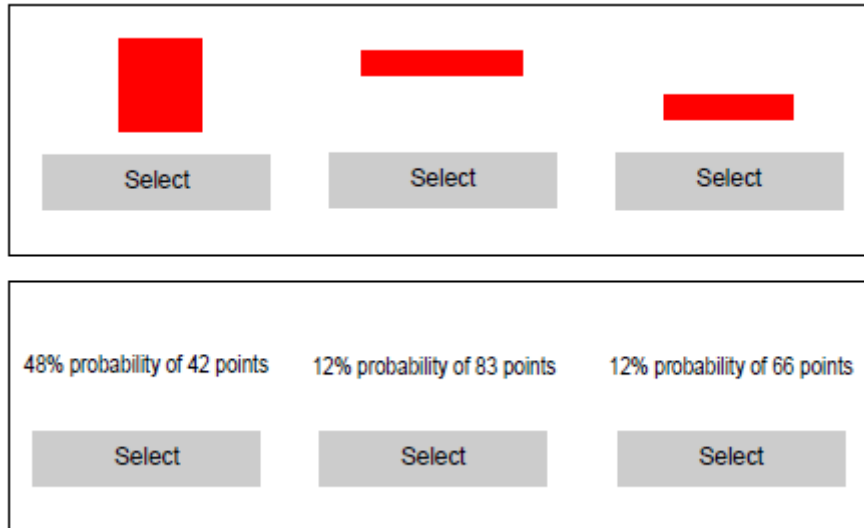 Select
Select
Select
48% probability of 42 points
12% probability of 83 points
12% probability of 66 points
Select
Select
Select